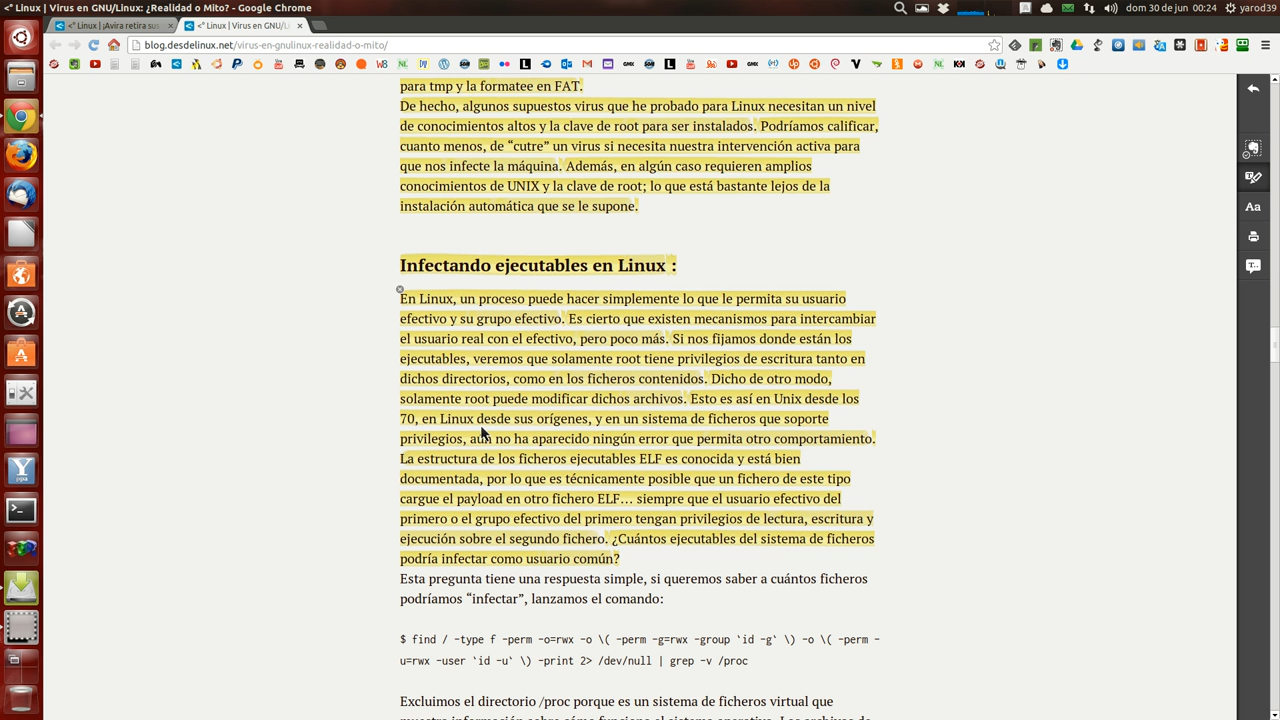 <° Linux | Virus en GNU/Linux: ¿Realidad o Mito? - Google Chrome
dom 30 de jun 00:24
yarod39
<° Linux | ¡Avira retira sus
<° Linux | Virus en GNU/Lin
blog.desdelinux.net/virus-en-gnulinux-realidad-o-mito/
para tmp y la formatee en FAT.
De hecho, algunos supuestos virus que he probado para Linux necesitan un nivel
de conocimientos altos y la clave de root para ser instalados. Podríamos calificar,
cuanto menos, de “cutre” un virus si necesita nuestra intervención activa para
que nos infecte la máquina. Además, en algún caso requieren amplios
conocimientos de UNIX y la clave de root; lo que está bastante lejos de la
instalación automática que se le supone.
Infectando ejecutables en Linux :
En Linux, un proceso puede hacer simplemente lo que le permita su usuario
efectivo y su grupo efectivo. Es cierto que existen mecanismos para intercambiar
el usuario real con el efectivo, pero poco más. Si nos fijamos donde están los
ejecutables, veremos que solamente root tiene privilegios de escritura tanto en
dichos directorios, como en los ficheros contenidos. Dicho de otro modo,
solamente root puede modificar dichos archivos. Esto es así en Unix desde los
70, en Linux desde sus orígenes, y en un sistema de ficheros que soporte
privilegios, aún no ha aparecido ningún error que permita otro comportamiento.
La estructura de los ficheros ejecutables ELF es conocida y está bien
documentada, por lo que es técnicamente posible que un fichero de este tipo
cargue el payload en otro fichero ELF… siempre que el usuario efectivo del
primero o el grupo efectivo del primero tengan privilegios de lectura, escritura y
ejecución sobre el segundo fichero. ¿Cuántos ejecutables del sistema de ficheros
podría infectar como usuario común?
Esta pregunta tiene una respuesta simple, si queremos saber a cuántos ficheros
podríamos “infectar”, lanzamos el comando:
$ find / -type f -perm -o=rwx -o \( -perm -g=rwx -group `id -g` \) -o \( -perm -
u=rwx -user `id -u` \) -print 2> /dev/null | grep -v /proc
Excluimos el directorio /proc porque es un sistema de ficheros virtual que
Aa